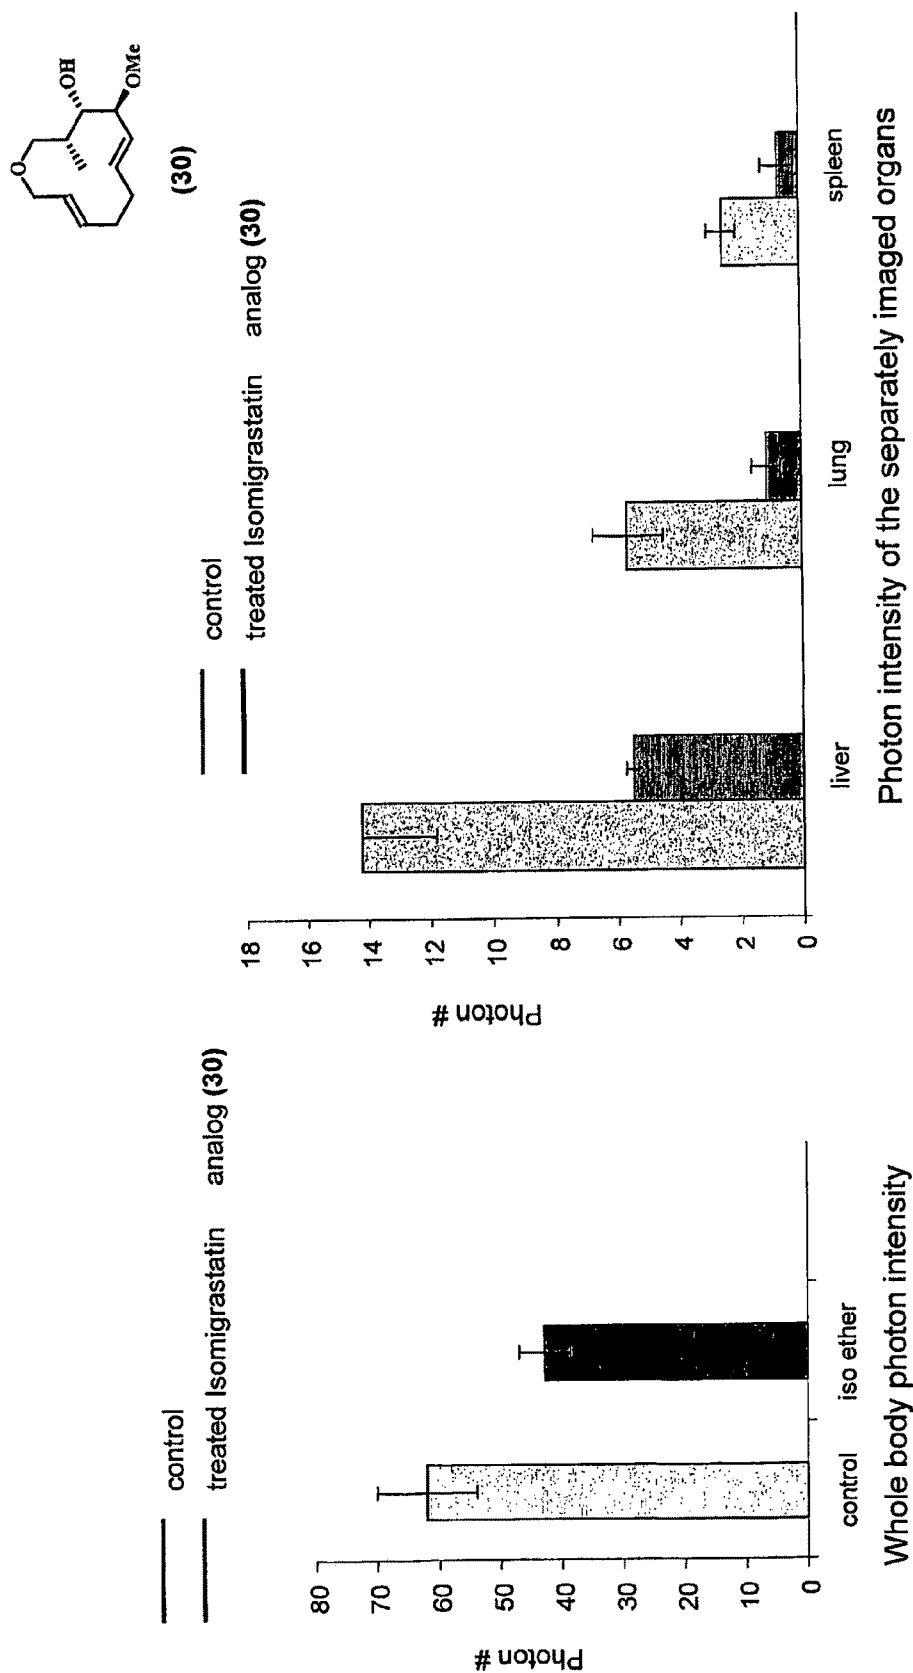 control
treated Isomigrastatin analog (30)
Photon #
80
70
60
50
40
30
20
10
0
control
iso ether
Whole body photon intensity
control
treated Isomigrastatin analog (30)
O
OH
OMe
(30)
Photon #
18
16
14
12
10
8
6
4
2
0
liver
lung
spleen
Photon intensity of the separately imaged organs